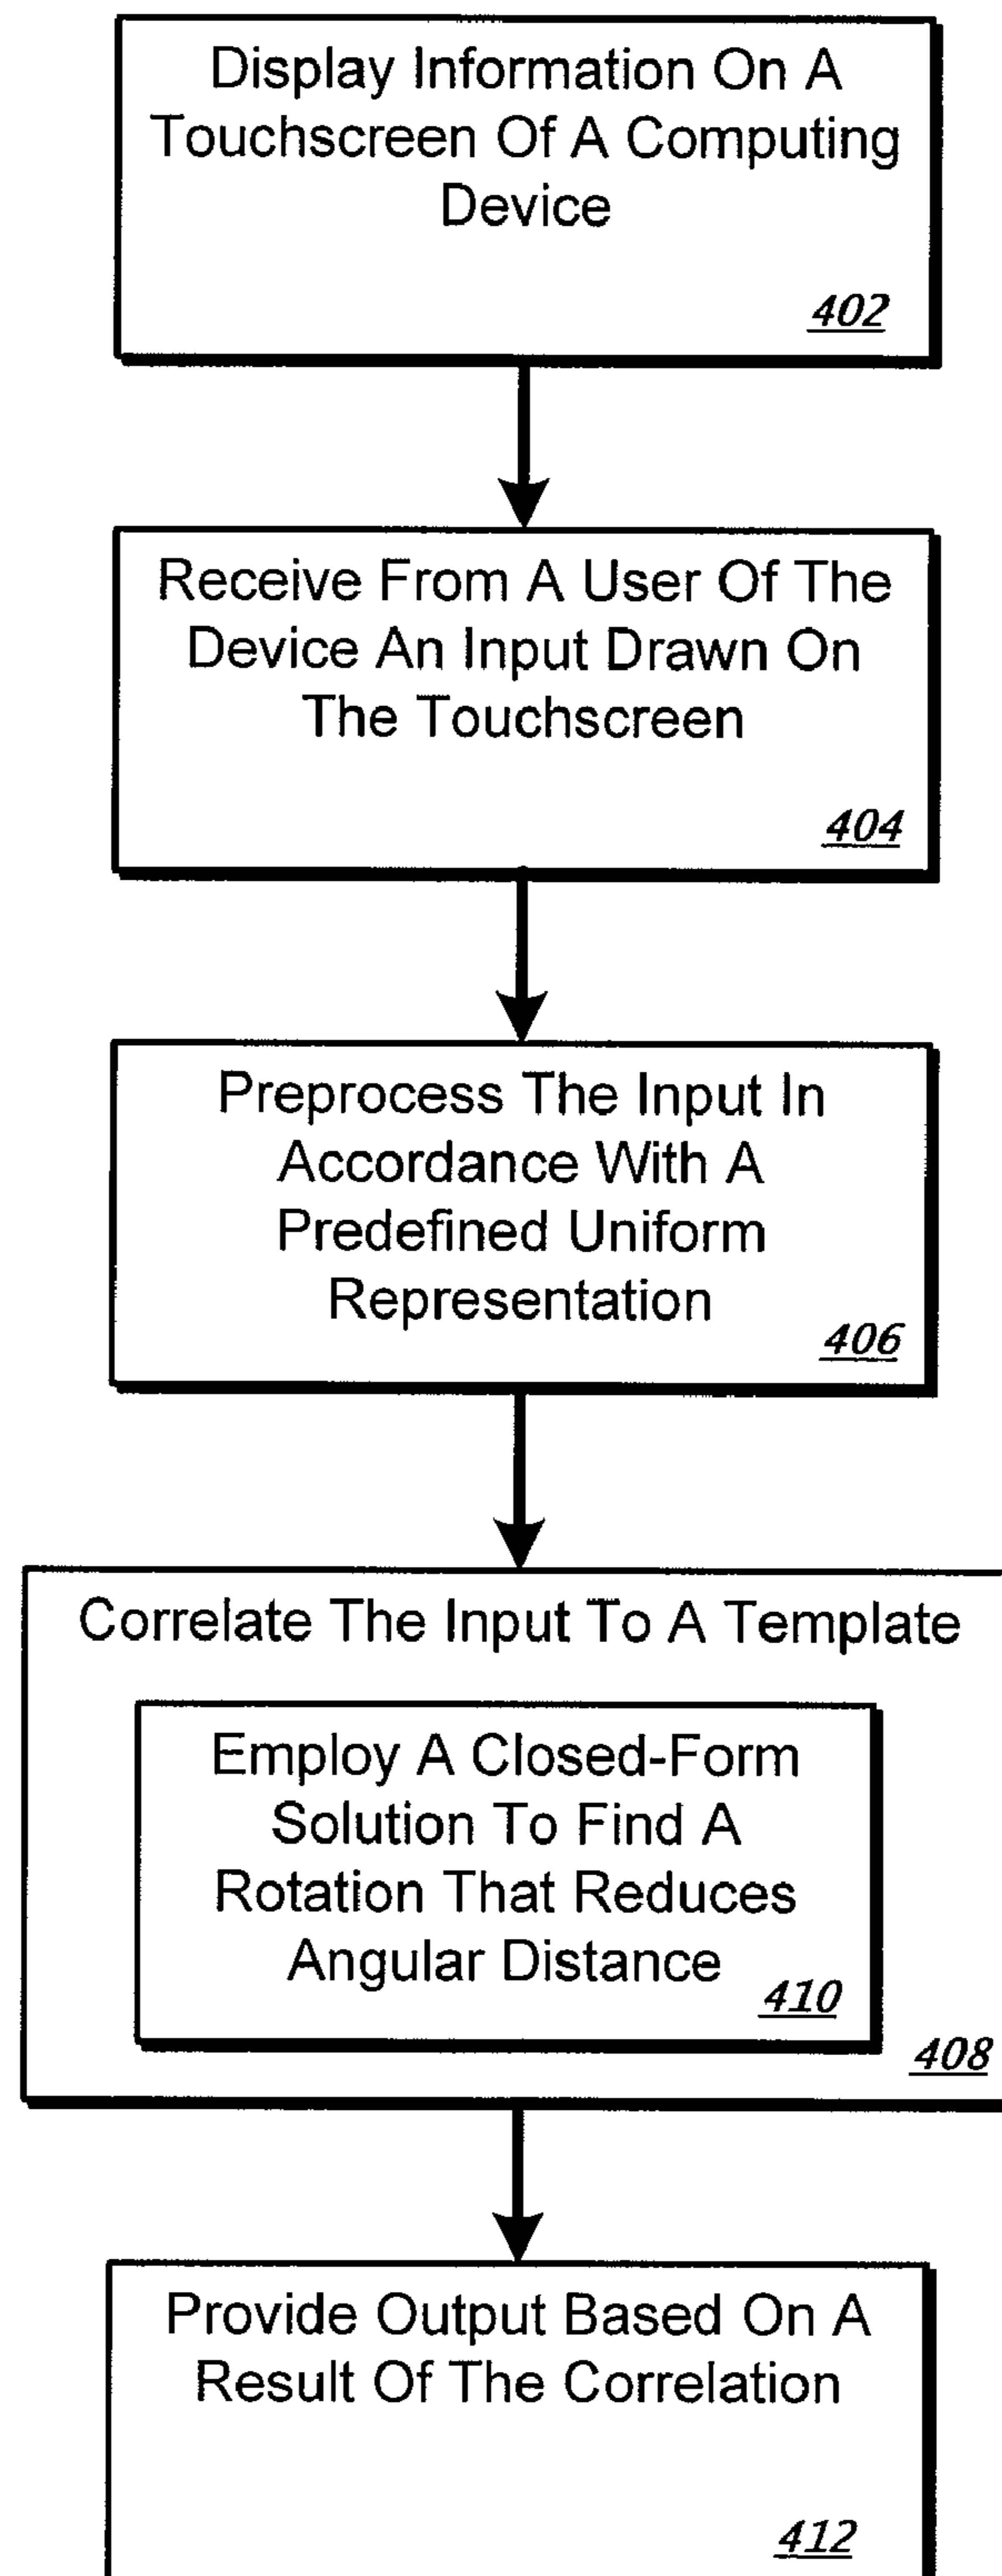 Display Information On A
Touchscreen Of A Computing
Device
402
Receive From A User Of The
Device An Input Drawn On
The Touchscreen
404
Preprocess The Input In
Accordance With A
Predefined Uniform
Representation
406
Correlate The Input To A Template
Employ A Closed-Form
Solution To Find A
Rotation That Reduces
Angular Distance
410
408
Provide Output Based On A
Result Of The Correlation
412